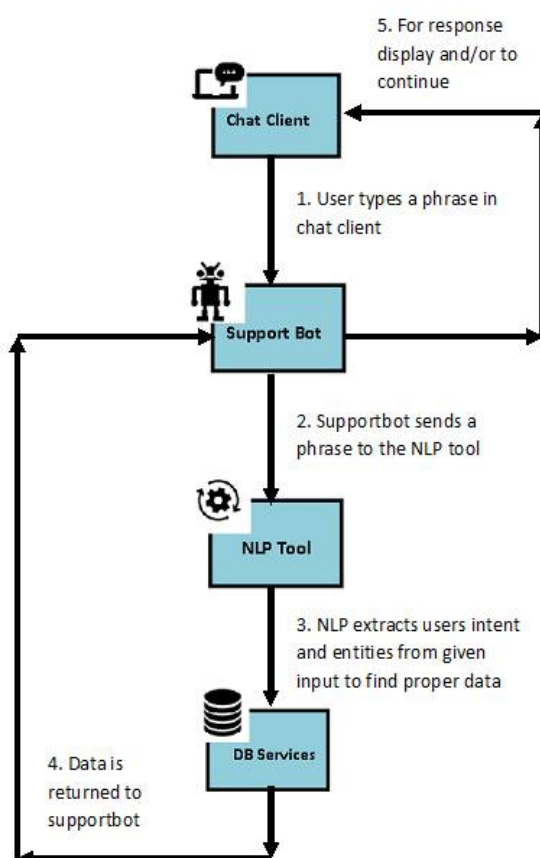 5. For response
display and/or to
continue
Chat Client
1. User types a phrase in
chat client
Support Bot
2. Supportbot sends a
phrase to the NLP tool
NLP Tool
3. NLP extracts users intent
and entities from given
input to find proper data
DB Services
4. Data is
returned to
supportbot